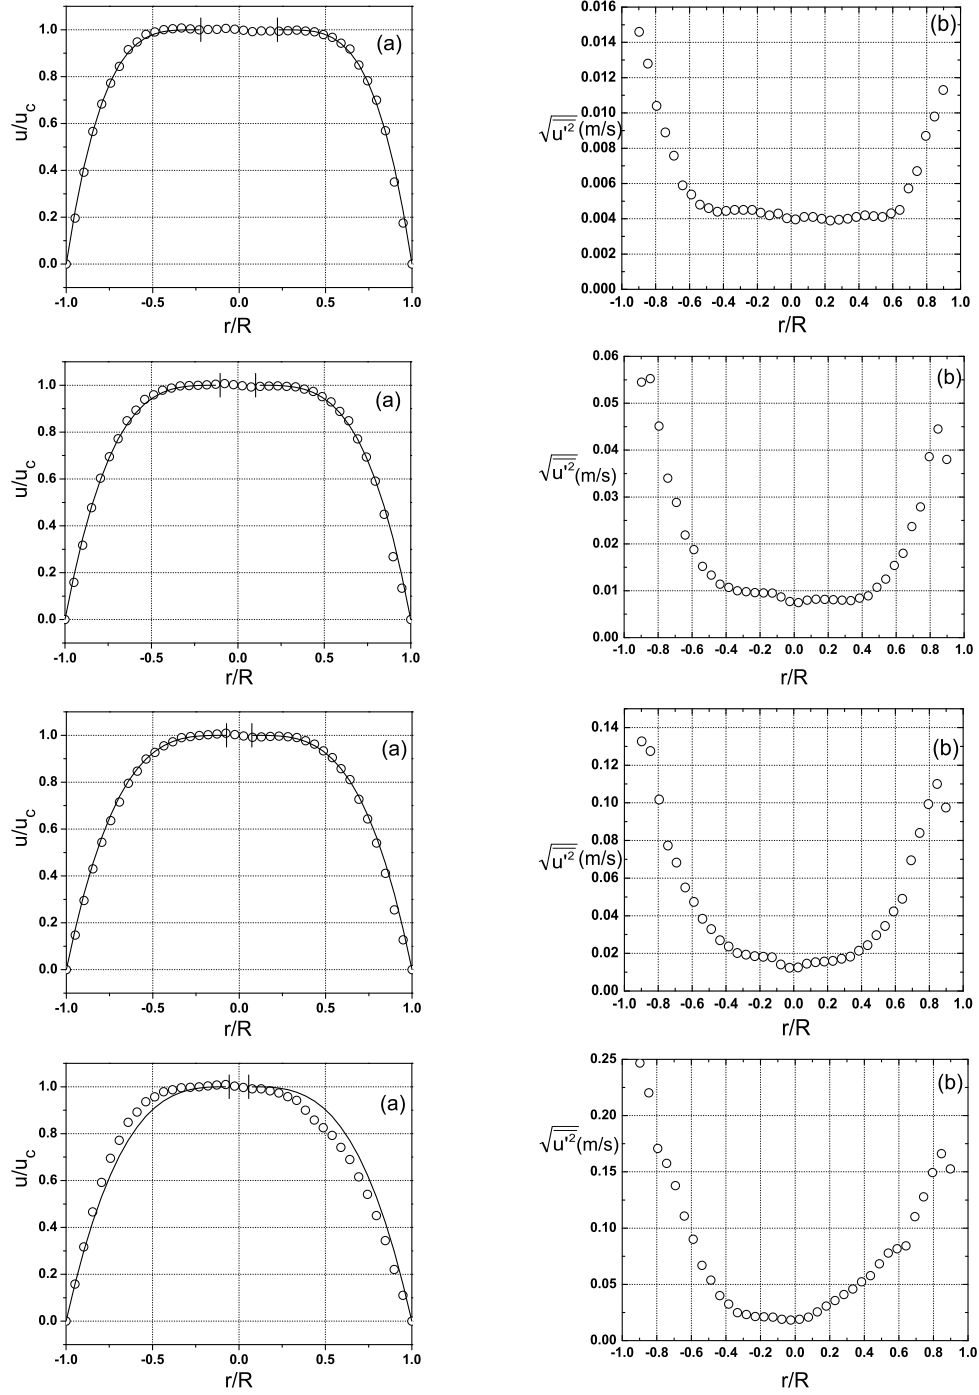 1.0
0.8
0.6
0.4
0.2
0.0
u/u_c
(a)
-1.0 -0.5 0.0 0.5 1.0
r/R
0.016
0.014
0.012
0.010
0.008
0.006
0.004
0.002
0.000
√u'² (m/s)
(b)
-1.0 -0.8 -0.6 -0.4 -0.2 0.0 0.2 0.4 0.6 0.8 1.0
r/R
1.0
0.8
0.6
0.4
0.2
0.0
u/u_c
(a)
-1.0 -0.5 0.0 0.5 1.0
r/R
0.06
0.05
0.04
0.03
0.02
0.01
0.00
√u'² (m/s)
(b)
-1.0 -0.8 -0.6 -0.4 -0.2 0.0 0.2 0.4 0.6 0.8 1.0
r/R
1.0
0.8
0.6
0.4
0.2
0.0
u/u_c
(a)
-1.0 -0.5 0.0 0.5 1.0
r/R
0.14
0.12
0.10
0.08
0.06
0.04
0.02
0.00
√u'² (m/s)
(b)
-1.0 -0.8 -0.6 -0.4 -0.2 0.0 0.2 0.4 0.6 0.8 1.0
r/R
1.0
0.8
0.6
0.4
0.2
0.0
u/u_c
(a)
-1.0 -0.5 0.0 0.5 1.0
r/R
0.25
0.20
0.15
0.10
0.05
0.00
√u'² (m/s)
(b)
-1.0 -0.8 -0.6 -0.4 -0.2 0.0 0.2 0.4 0.6 0.8 1.0
r/R